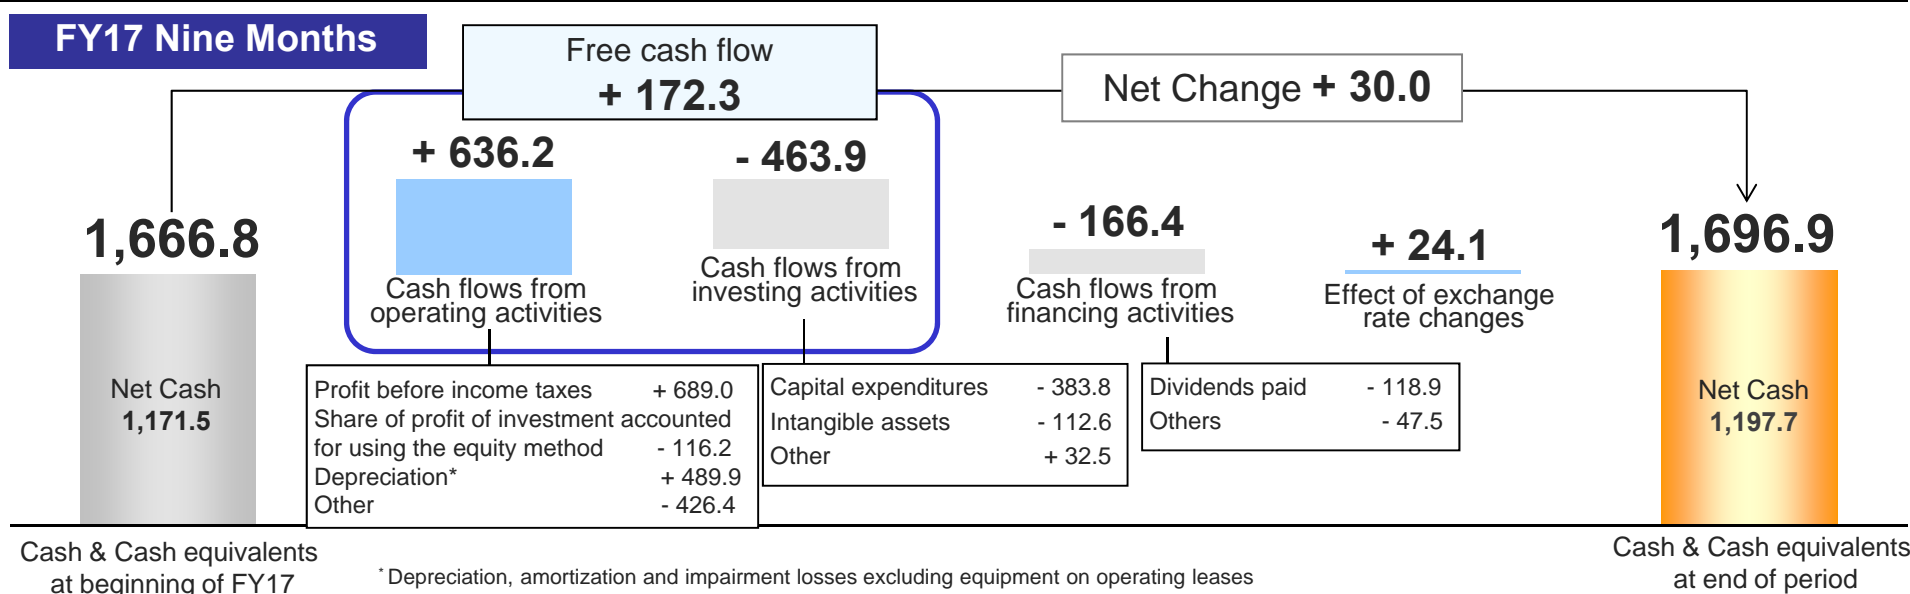 FY17 Nine Months
Free cash flow
+ 172.3
Net Change + 30.0
+ 636.2
- 463.9
1,666.8
- 166.4
+ 24.1
1,696.9
Cash flows from
operating activities
Cash flows from
investing activities
Cash flows from
financing activities
Effect of exchange
rate changes
Net Cash
1,171.5
Profit before income taxes + 689.0
Share of profit of investment accounted
for using the equity method - 116.2
Depreciation* + 489.9
Other - 426.4
Capital expenditures - 383.8
Intangible assets - 112.6
Other + 32.5
Dividends paid - 118.9
Others - 47.5
Net Cash
1,197.7
Cash & Cash equivalents
at beginning of FY17
* Depreciation, amortization and impairment losses excluding equipment on operating leases
Cash & Cash equivalents
at end of period